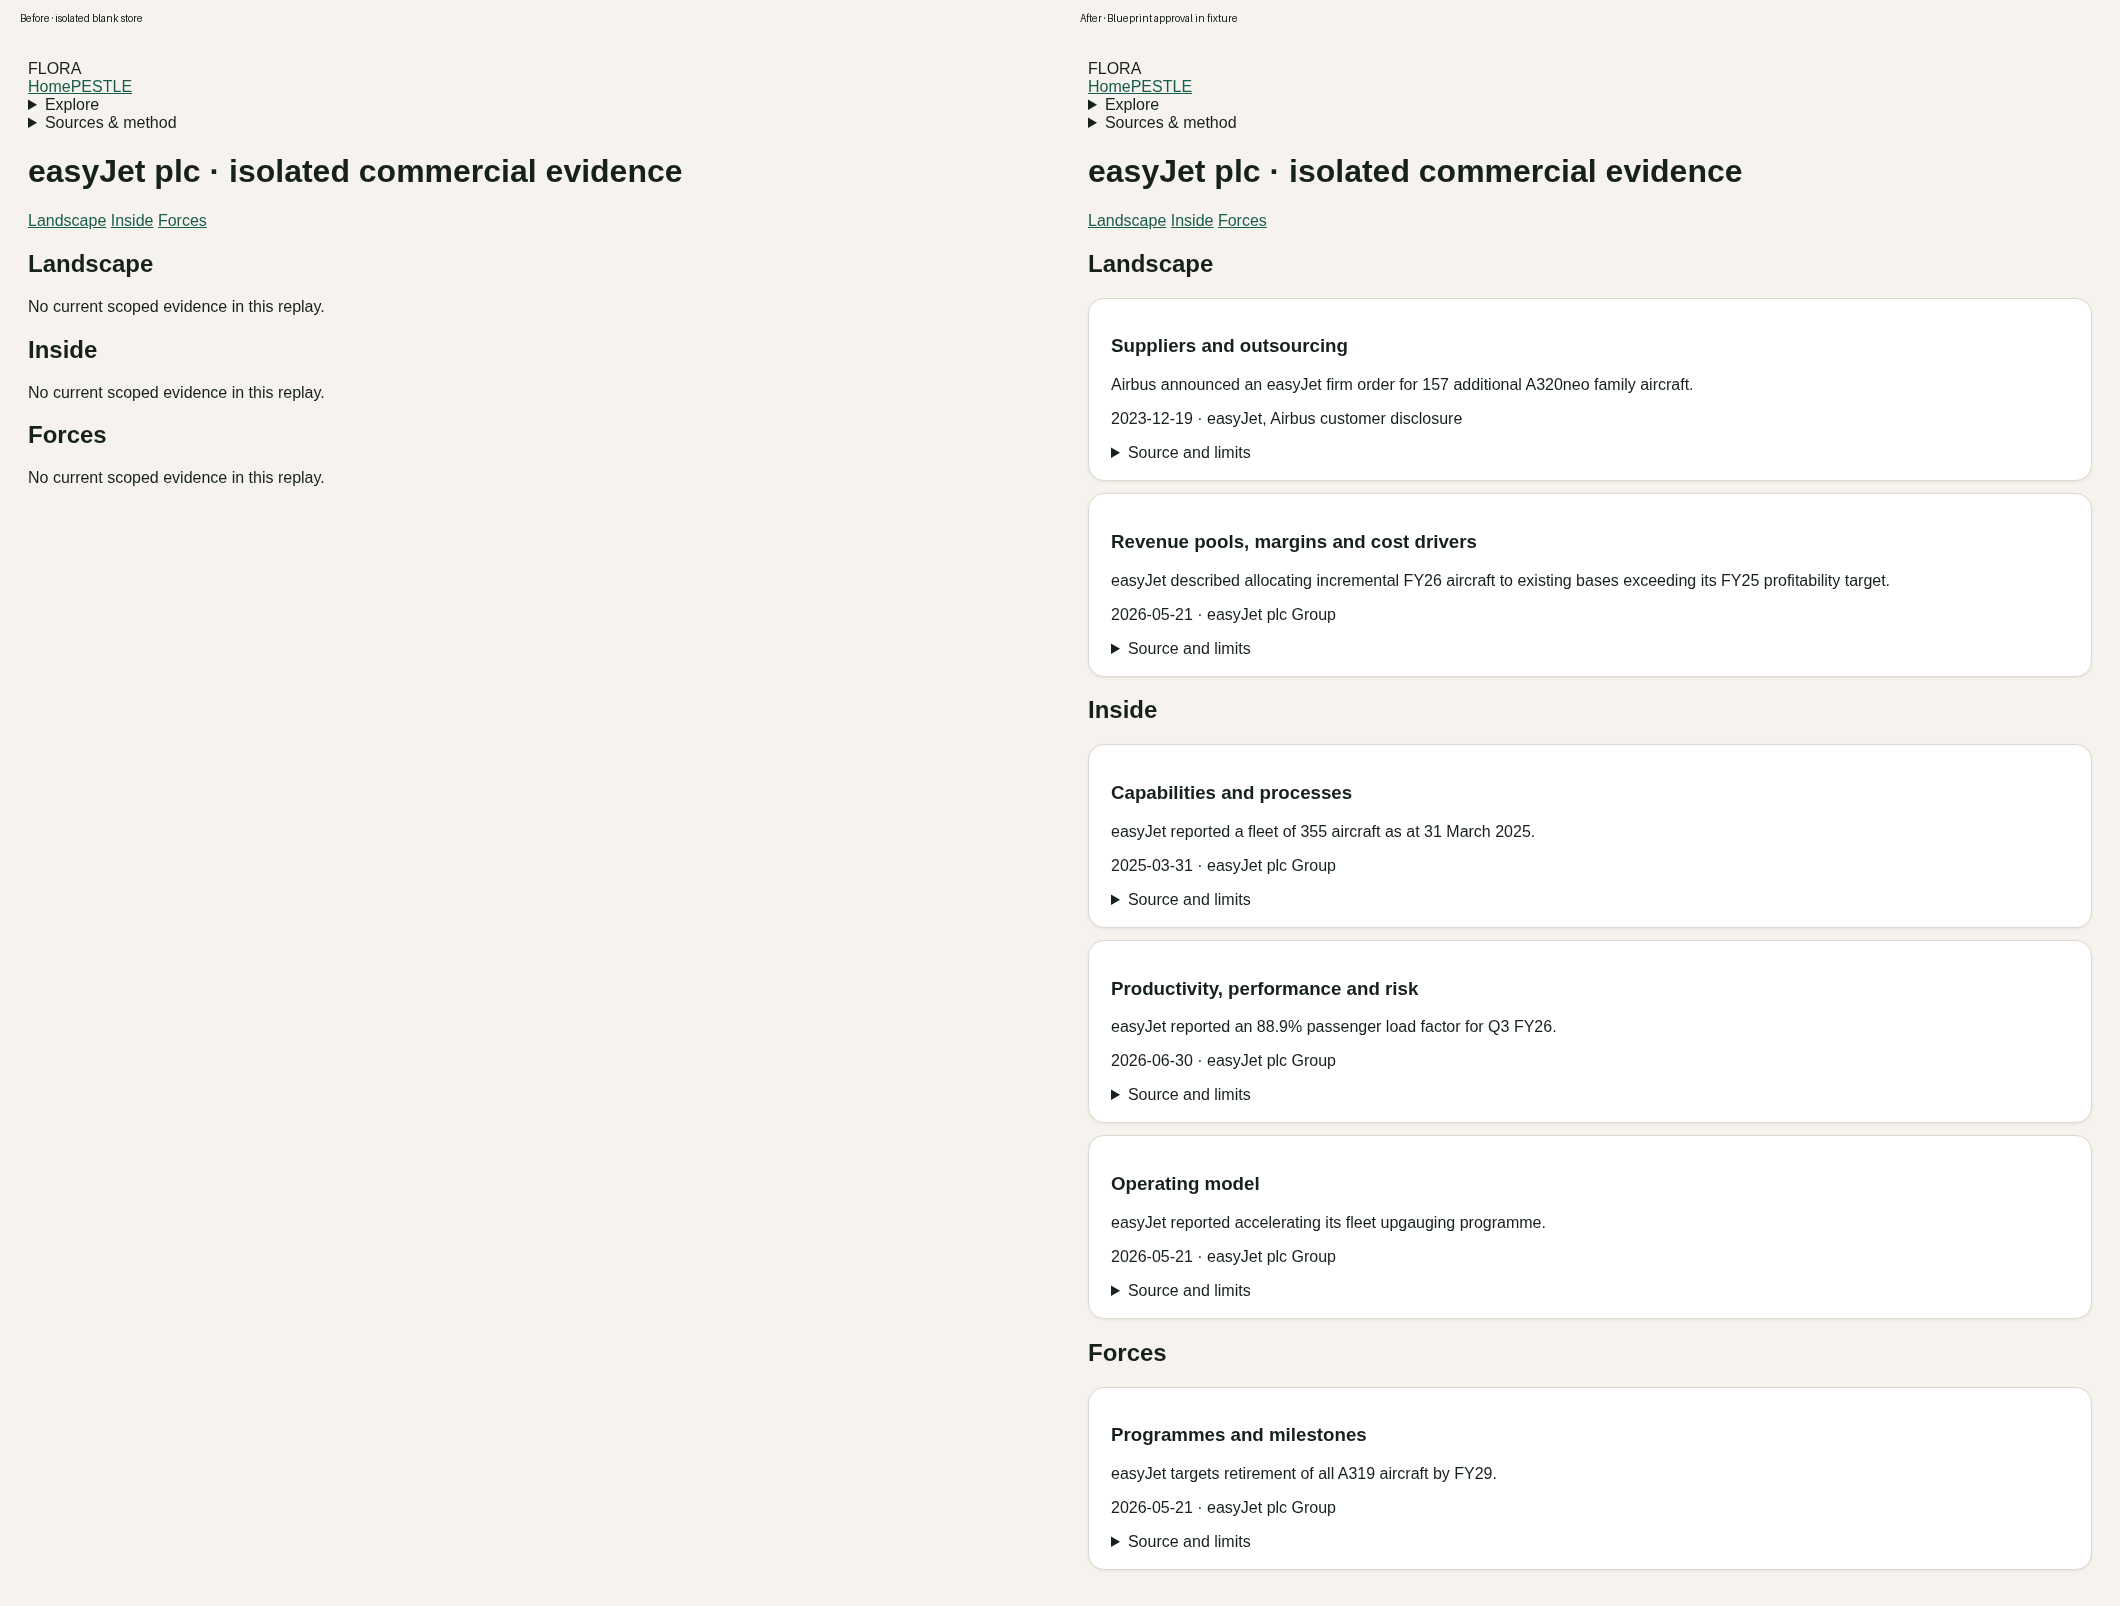 Before · isolated blank store
FLORA
HomePESTLE
▶ Explore
▶ Sources & method
easyJet plc · isolated commercial evidence
Landscape Inside Forces
Landscape
No current scoped evidence in this replay.
Inside
No current scoped evidence in this replay.
Forces
No current scoped evidence in this replay.
After · Blueprint approval in fixture
FLORA
HomePESTLE
▶ Explore
▶ Sources & method
easyJet plc · isolated commercial evidence
Landscape Inside Forces
Landscape
Suppliers and outsourcing
Airbus announced an easyJet firm order for 157 additional A320neo family aircraft.
2023-12-19 · easyJet, Airbus customer disclosure
▶ Source and limits
Revenue pools, margins and cost drivers
easyJet described allocating incremental FY26 aircraft to existing bases exceeding its FY25 profitability target.
2026-05-21 · easyJet plc Group
▶ Source and limits
Inside
Capabilities and processes
easyJet reported a fleet of 355 aircraft as at 31 March 2025.
2025-03-31 · easyJet plc Group
▶ Source and limits
Productivity, performance and risk
easyJet reported an 88.9% passenger load factor for Q3 FY26.
2026-06-30 · easyJet plc Group
▶ Source and limits
Operating model
easyJet reported accelerating its fleet upgauging programme.
2026-05-21 · easyJet plc Group
▶ Source and limits
Forces
Programmes and milestones
easyJet targets retirement of all A319 aircraft by FY29.
2026-05-21 · easyJet plc Group
▶ Source and limits